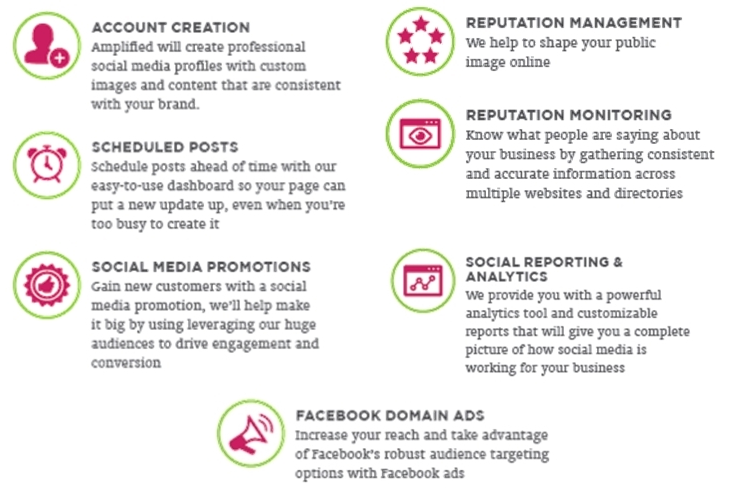 ACCOUNT CREATION
Amplified will create professional
social media profiles with custom
images and content that are consistent
with your brand.
SCHEDULED POSTS
Schedule posts ahead of time with our
easy-to-use dashboard so your page can
put a new update up, even when you're
too busy to create it
SOCIAL MEDIA PROMOTIONS
Gain new customers with a social
media promotion, we'll help make
it big by using leveraging our huge
audiences to drive engagement and
conversion
REPUTATION MANAGEMENT
We help to shape your public
image online
REPUTATION MONITORING
Know what people are saying about
your business by gathering consistent
and accurate information across
multiple websites and directories
SOCIAL REPORTING &
ANALYTICS
We provide you with a powerful
analytics tool and customizable
reports that will give you a complete
picture of how social media is
working for your business
FACEBOOK DOMAIN ADS
Increase your reach and take advantage
of Facebook's robust audience targeting
options with Facebook ads